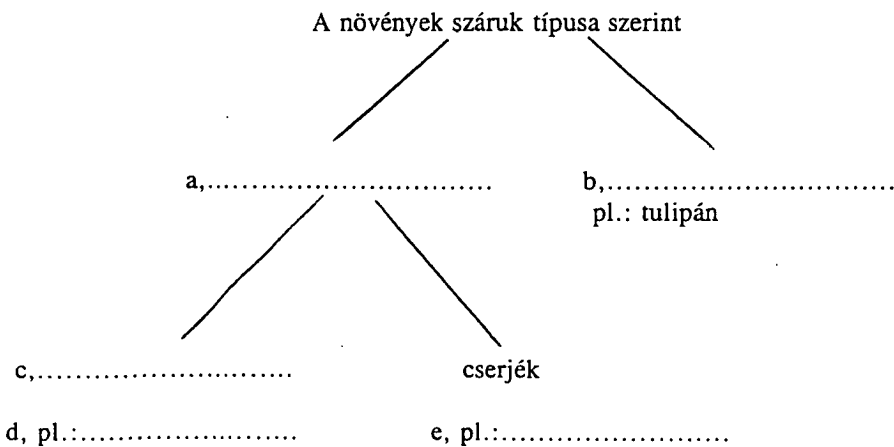 A növények száruk típusa szerint
a,................................ b,................................
pl.: tulipán
c,............................ cserjék
d, pl.:........................ e, pl.:.........................